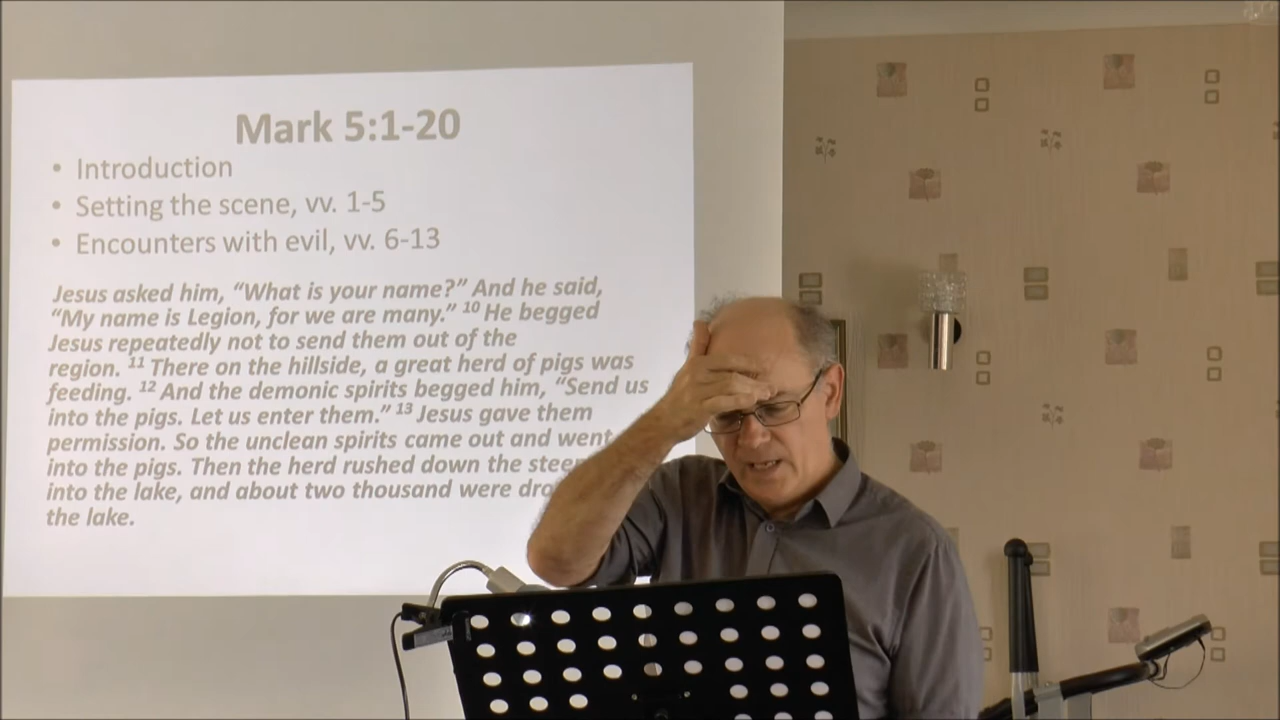 Mark 5:1-20
• Introduction
• Setting the scene, vv. 1-5
• Encounters with evil, vv. 6-13
Jesus asked him, “What is your name?” And he said,
“My name is Legion, for we are many.” 10 He begged
Jesus repeatedly not to send them out of the
region. 11 There on the hillside, a great herd of pigs was
feeding. 12 And the demonic spirits begged him, “Send us
into the pigs. Let us enter them.” 13 Jesus gave them
permission. So the unclean spirits came out and went
into the pigs. Then the herd rushed down the
into the lake, and about two thousand were
the lake.